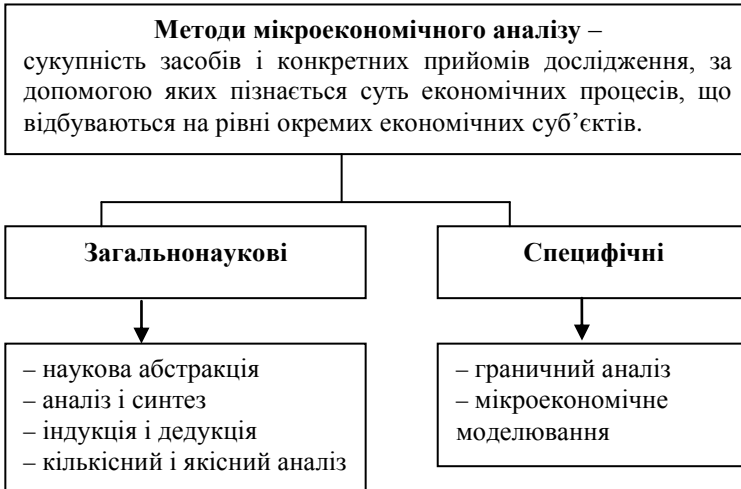 Методи мікроекономічного аналізу –
сукупність засобів і конкретних прийомів дослідження, за
допомогою яких пізнається суть економічних процесів, що
відбуваються на рівні окремих економічних суб’єктів.
Загальнонаукові
Специфічні
– наукова абстракція
– аналіз і синтез
– індукція і дедукція
– кількісний і якісний аналіз
– граничний аналіз
– мікроекономічне
моделювання